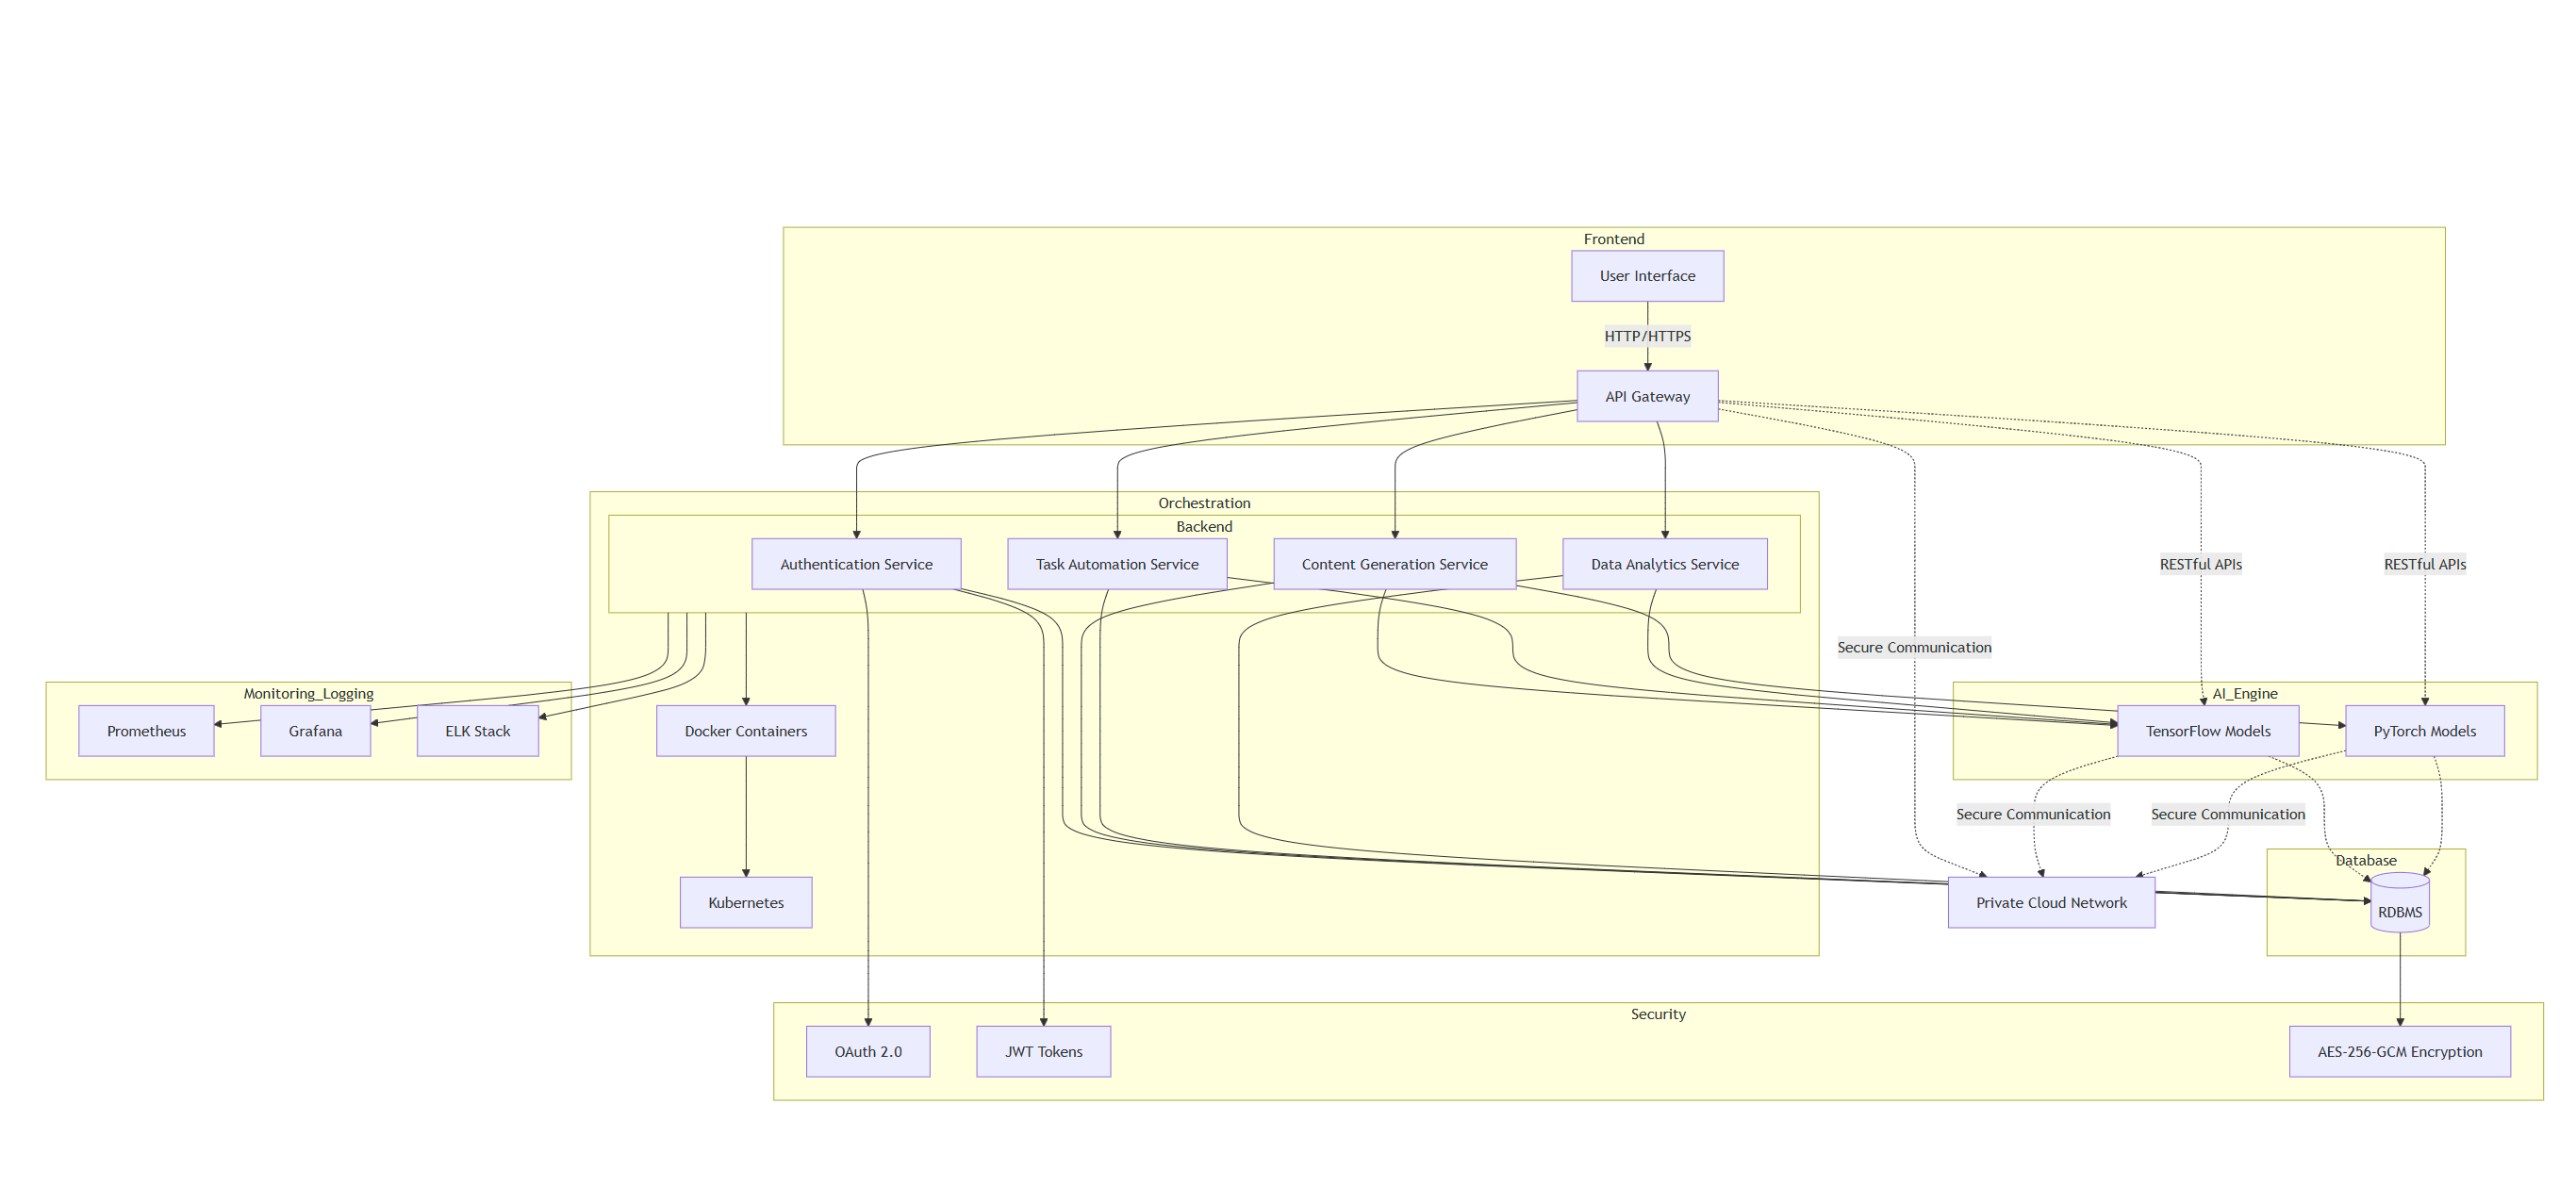 Frontend
User Interface
HTTP/HTTPS
API Gateway
Orchestration
Backend
Authentication Service
Task Automation Service
Content Generation Service
Data Analytics Service
RESTful APIs
RESTful APIs
Secure Communication
Monitoring_Logging
Prometheus
Grafana
ELK Stack
Docker Containers
AI_Engine
TensorFlow Models
PyTorch Models
Secure Communication
Secure Communication
Kubernetes
Private Cloud Network
Database
RDBMS
Security
OAuth 2.0
JWT Tokens
AES-256-GCM Encryption